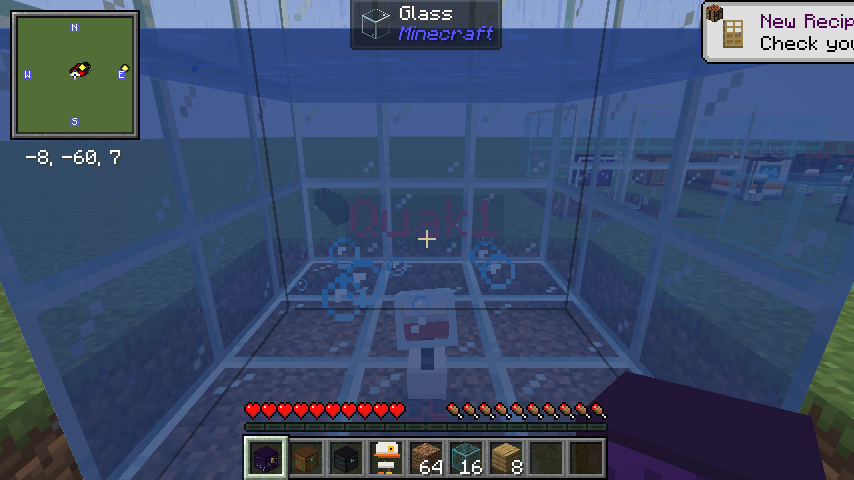 Glass
Minecraft
New Recip
Check you
N
W
E
S
-8, -60, 7
Quak1
64
16
8